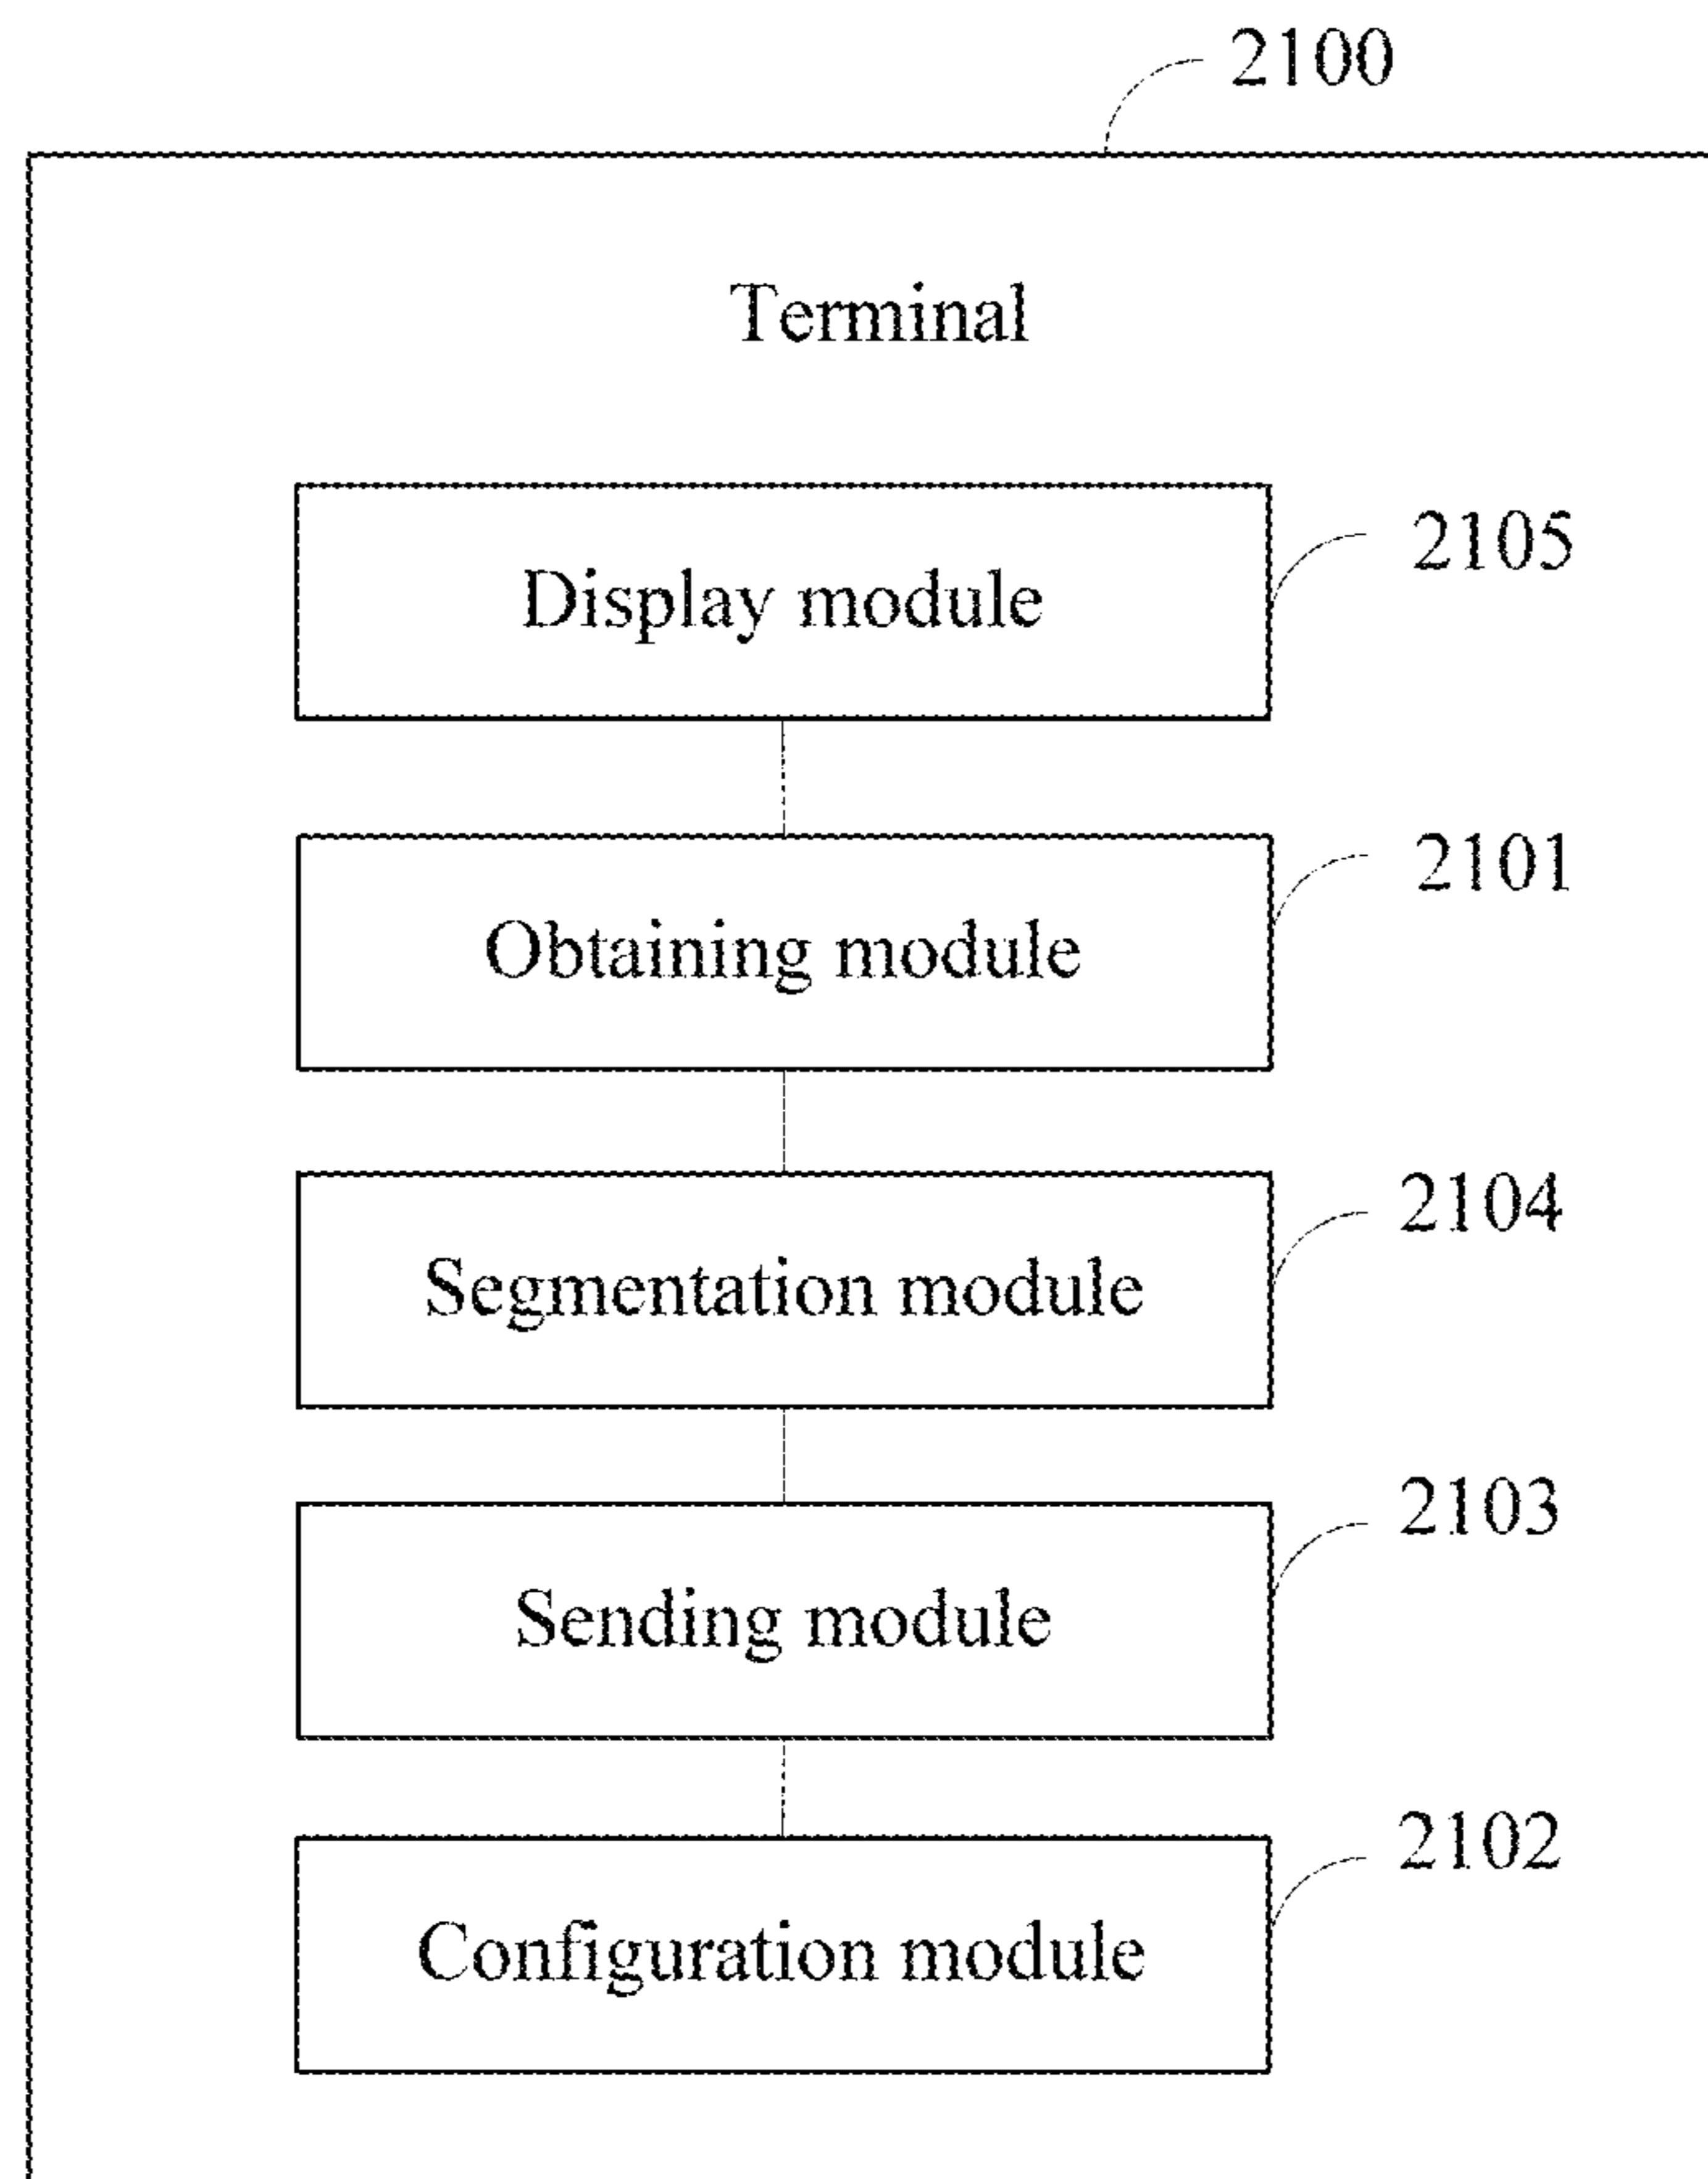 2100
Terminal
2105
Display module
2101
Obtaining module
2104
Segmentation module
2103
Sending module
2102
Configuration module